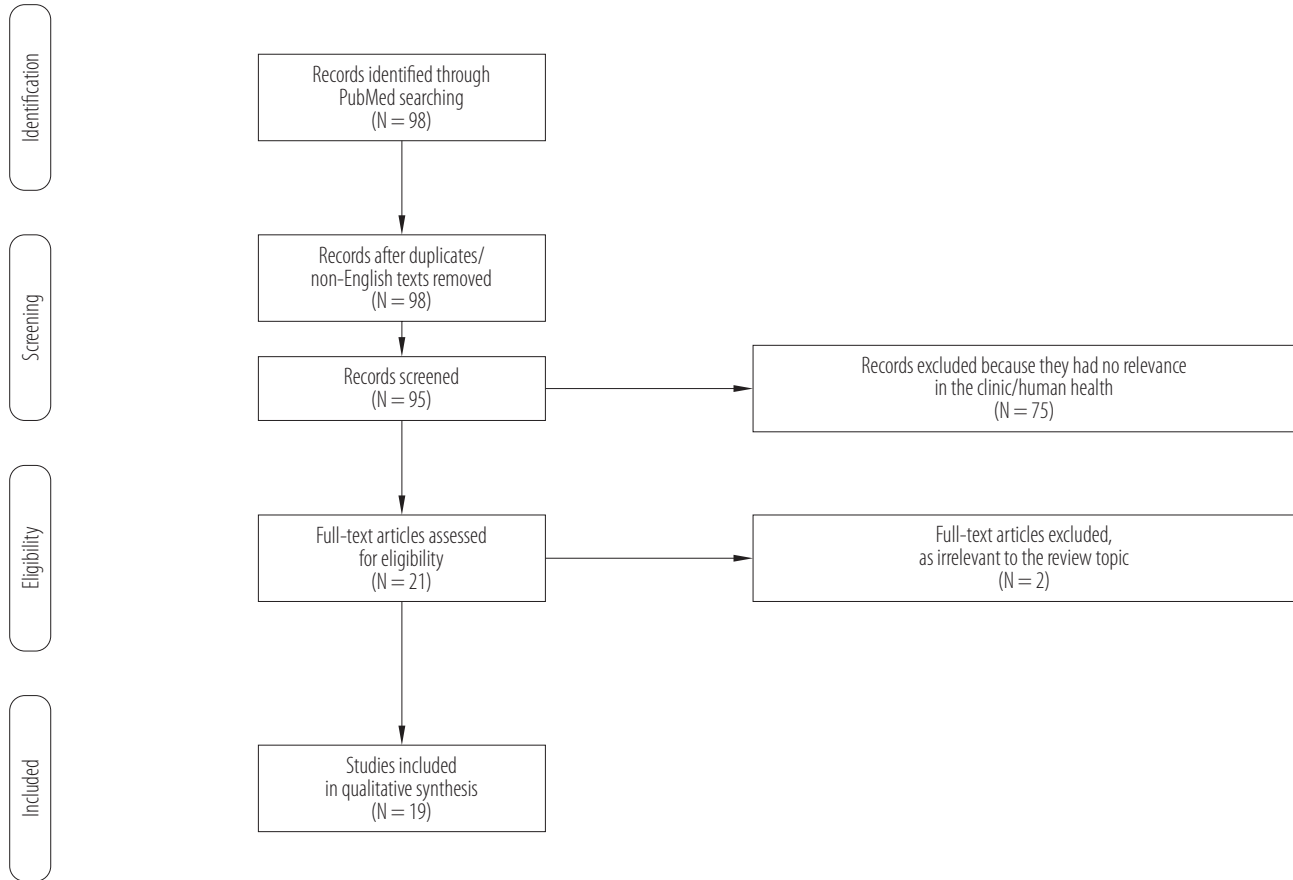 Identification
Records identified through
PubMed searching
(N = 98)
Screening
Records after duplicates/
non-English texts removed
(N = 98)
Records screened
(N = 95)
Records excluded because they had no relevance
in the clinic/human health
(N = 75)
Eligibility
Full-text articles assessed
for eligibility
(N = 21)
Full-text articles excluded,
as irrelevant to the review topic
(N = 2)
Included
Studies included
in qualitative synthesis
(N = 19)